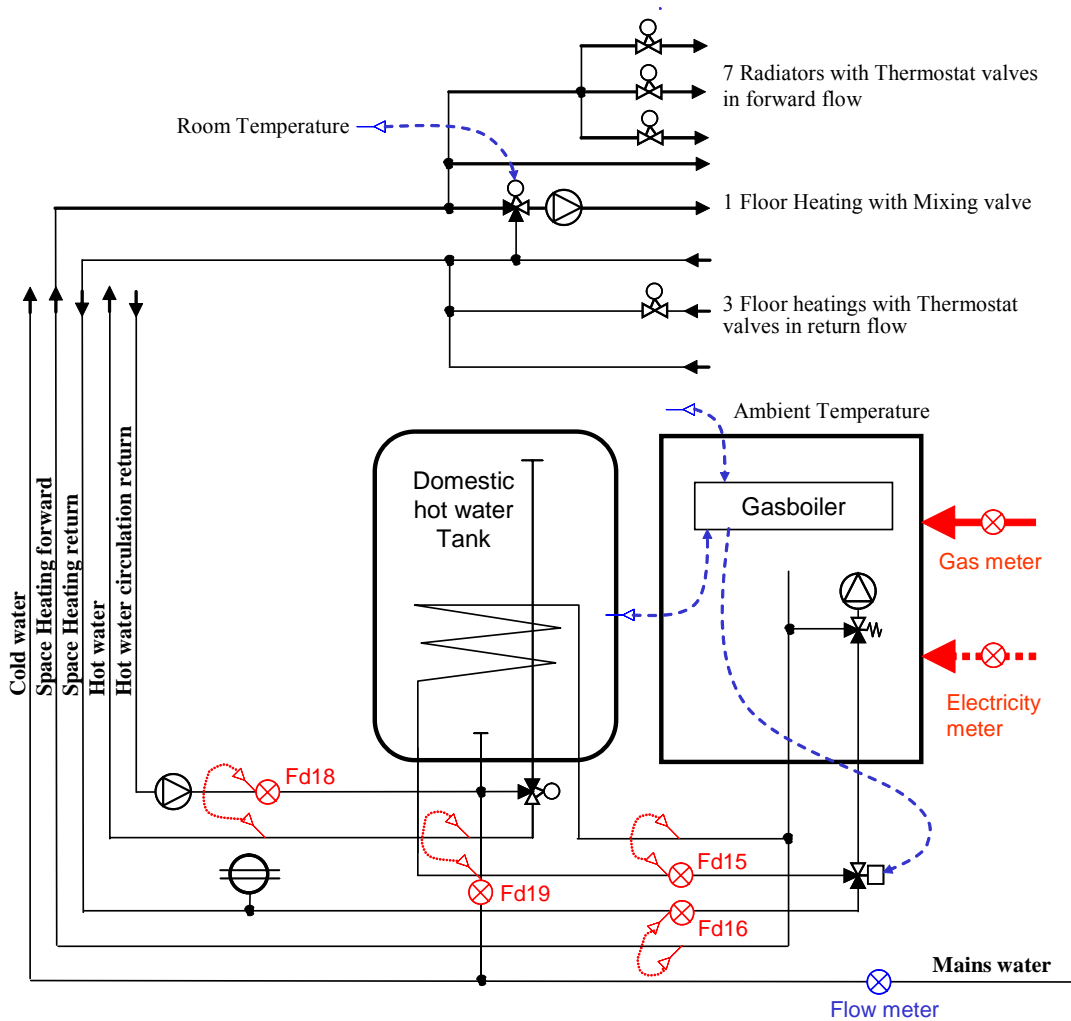 7 Radiators with Thermostat valves
in forward flow
Room Temperature
1 Floor Heating with Mixing valve
3 Floor heatings with Thermostat
valves in return flow
Ambient Temperature
Domestic
hot water
Tank
Gasboiler
Gas meter
Electricity
meter
Cold water
Space Heating forward
Space Heating return
Hot water
Hot water circulation return
Fd18
Fd15
Fd19
Fd16
Mains water
Flow meter